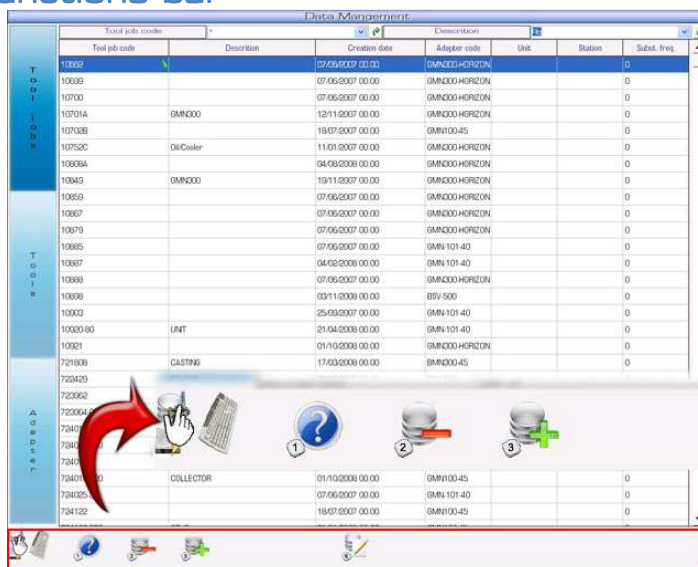 Data Mangement
Tool job code * Descrition
Tool job code Descrition Creation date Adapter code Unit Station Subst. freq.
10662 07/06/2007 00.00 GMN300-HORIZON 0
10699 07/06/2007 00.00 GMN300-HORIZON 0
10700 07/06/2007 00.00 GMN300-HORIZON 0
10701A GMN300 12/11/2007 00.00 GMN300-HORIZON 0
10702B 18/07/2007 00.00 GMN100-45 0
10752C Oil/Cooler 11/01/2007 00.00 GMN300-HORIZON 0
10808A 04/08/2008 00.00 GMN300-HORIZON 0
10849 GMN300 19/11/2007 00.00 GMN300-HORIZON 0
10859 07/06/2007 00.00 GMN300-HORIZON 0
10867 07/06/2007 00.00 GMN300-HORIZON 0
10879 07/06/2007 00.00 GMN300-HORIZON 0
10885 07/06/2007 00.00 GMN-101-40 0
10887 04/02/2008 00.00 GMN-101-40 0
10888 07/06/2007 00.00 GMN300-HORIZON 0
10898 03/11/2008 00.00 BSV-500 0
10903 25/09/2007 00.00 GMN-101-40 0
10920-80 UNIT 21/04/2008 00.00 GMN-101-40 0
10921 01/10/2008 00.00 GMN300-HORIZON 0
721808 CASTING 17/03/2008 00.00 BMN300-45 0
722429
723962
1 2 3
COLLECTOR 01/10/2008 00.00 GMN100-45 0
07/06/2007 00.00 GMN-101-40 0
724122 18/07/2007 00.00 GMN100-45 0
Tool jobs
Tools
Adapter
1 2 3